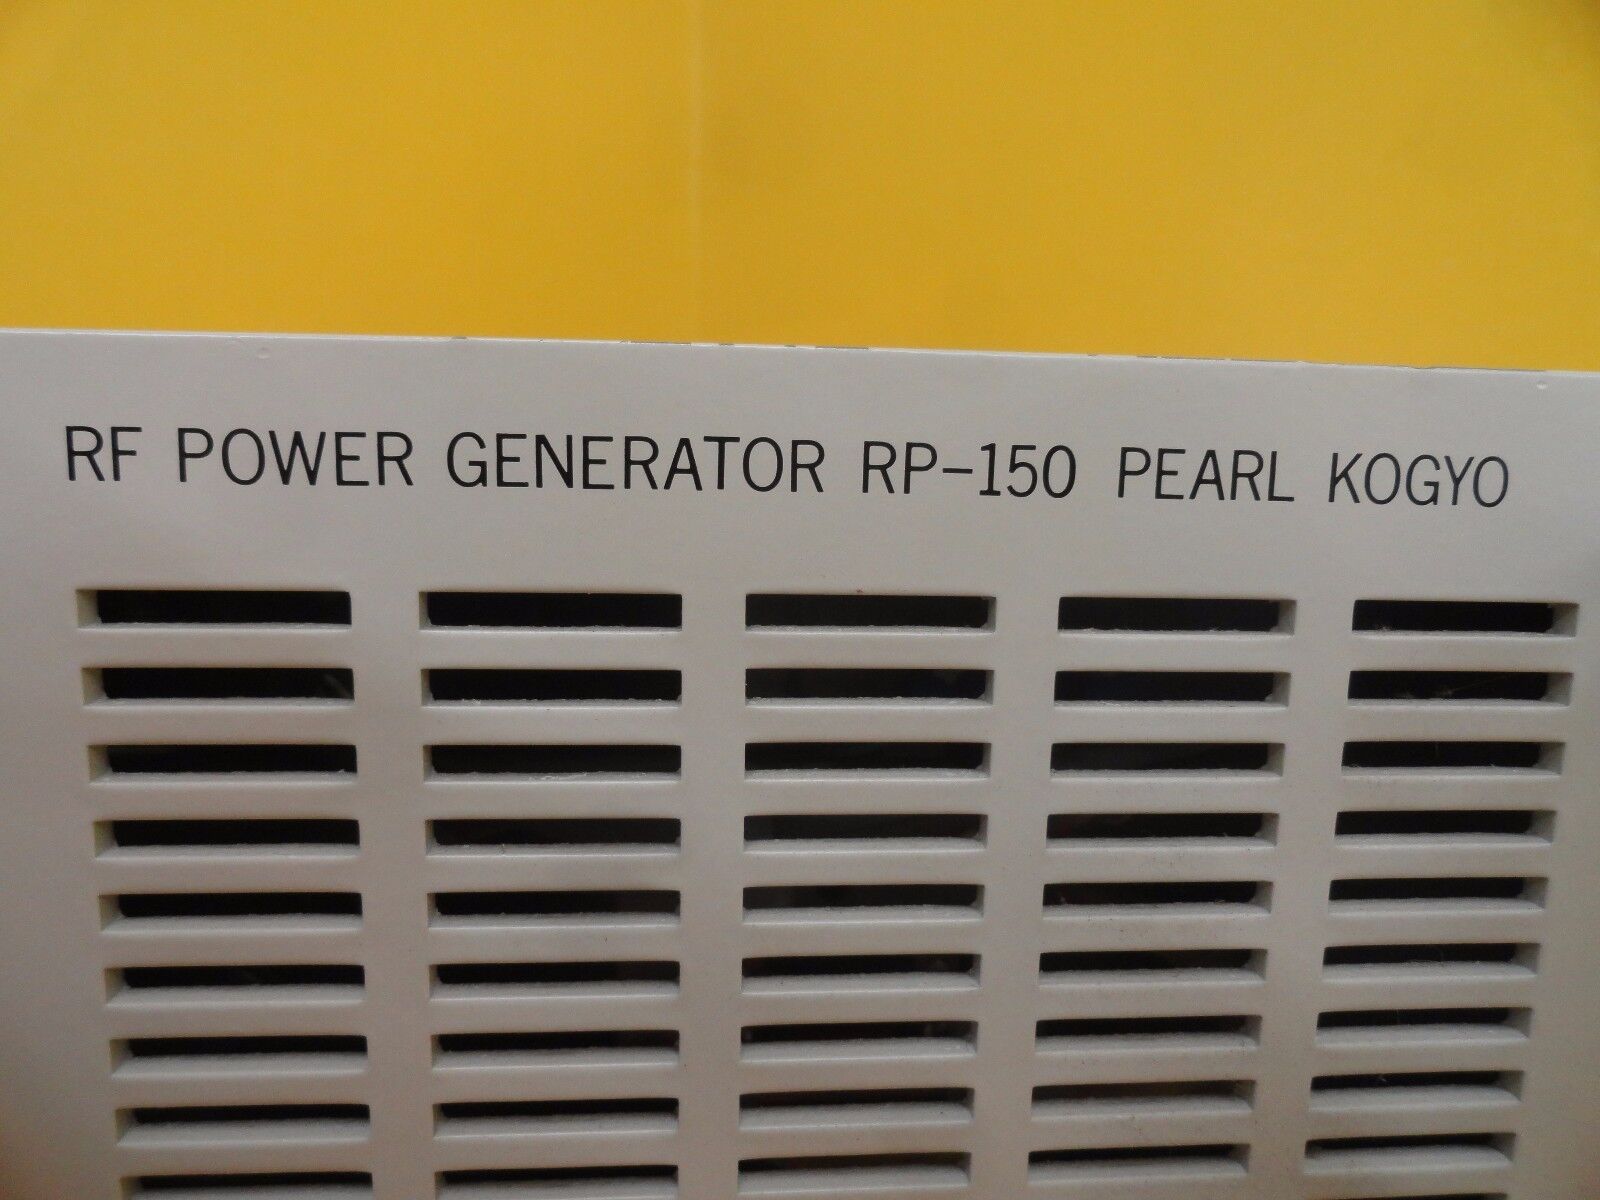 RF POWER GENERATOR RP-150 PEARL KOGYO